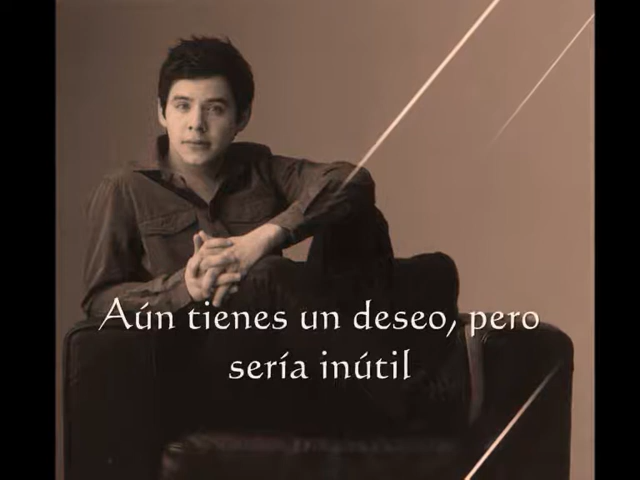 Aún tienes un deseo, pero
sería inútil